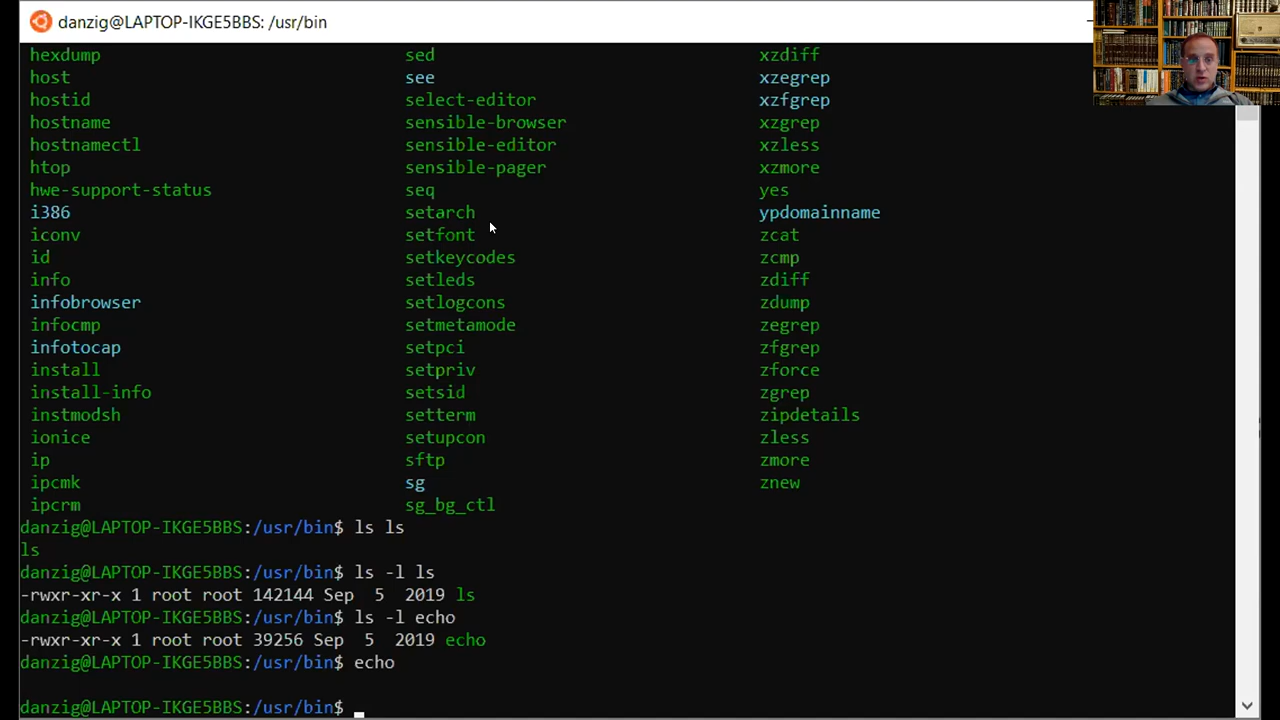 danzig@LAPTOP-IKGE5BBS: /usr/bin
hexdump sed xzdiff
host see xzegrep
hostid select-editor xzfgrep
hostname sensible-browser xzgrep
hostnamectl sensible-editor xzless
htop sensible-pager xzmore
hwe-support-status seq yes
i386 setarch ypdomainname
iconv setfont zcat
id setkeycodes zcmp
info setleds zdiff
infobrowser setlogcons zdump
infocmp setmetamode zegrep
infotocap setpci zfgrep
install setpriv zforce
install-info setsid zgrep
instmodsh setterm zipdetails
ionice setupcon zless
ip sftp zmore
ipcmk sg znew
ipcrm sg_bg_ctl
danzig@LAPTOP-IKGE5BBS:/usr/bin$ ls ls
ls
danzig@LAPTOP-IKGE5BBS:/usr/bin$ ls -l ls
-rwxr-xr-x 1 root root 142144 Sep  5  2019 ls
danzig@LAPTOP-IKGE5BBS:/usr/bin$ ls -l echo
-rwxr-xr-x 1 root root 39256 Sep  5  2019 echo
danzig@LAPTOP-IKGE5BBS:/usr/bin$ echo
danzig@LAPTOP-IKGE5BBS:/usr/bin$